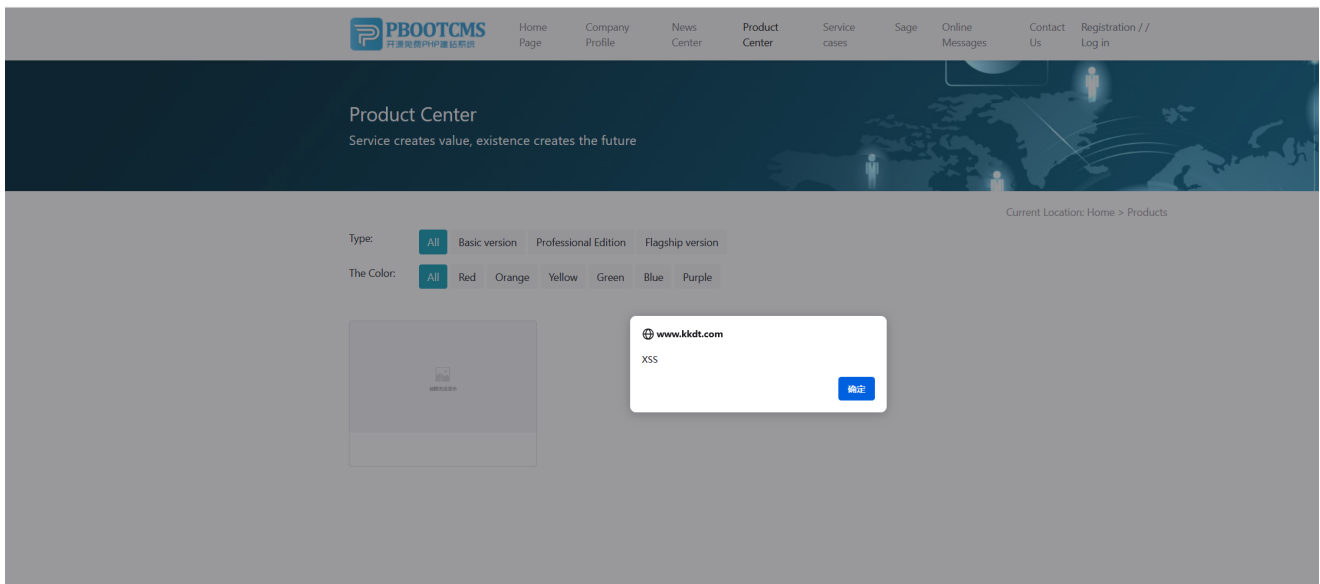 PBOOTCMS
开源免费PHP建站系统
Home Page
Company Profile
News Center
Product Center
Service cases
Sage
Online Messages
Contact Us
Registration / / Log in
Product Center
Service creates value, existence creates the future
Current Location: Home > Products
Type:
All
Basic version
Professional Edition
Flagship version
The Color:
All
Red
Orange
Yellow
Green
Blue
Purple
www.kkdt.com
XSS
确定